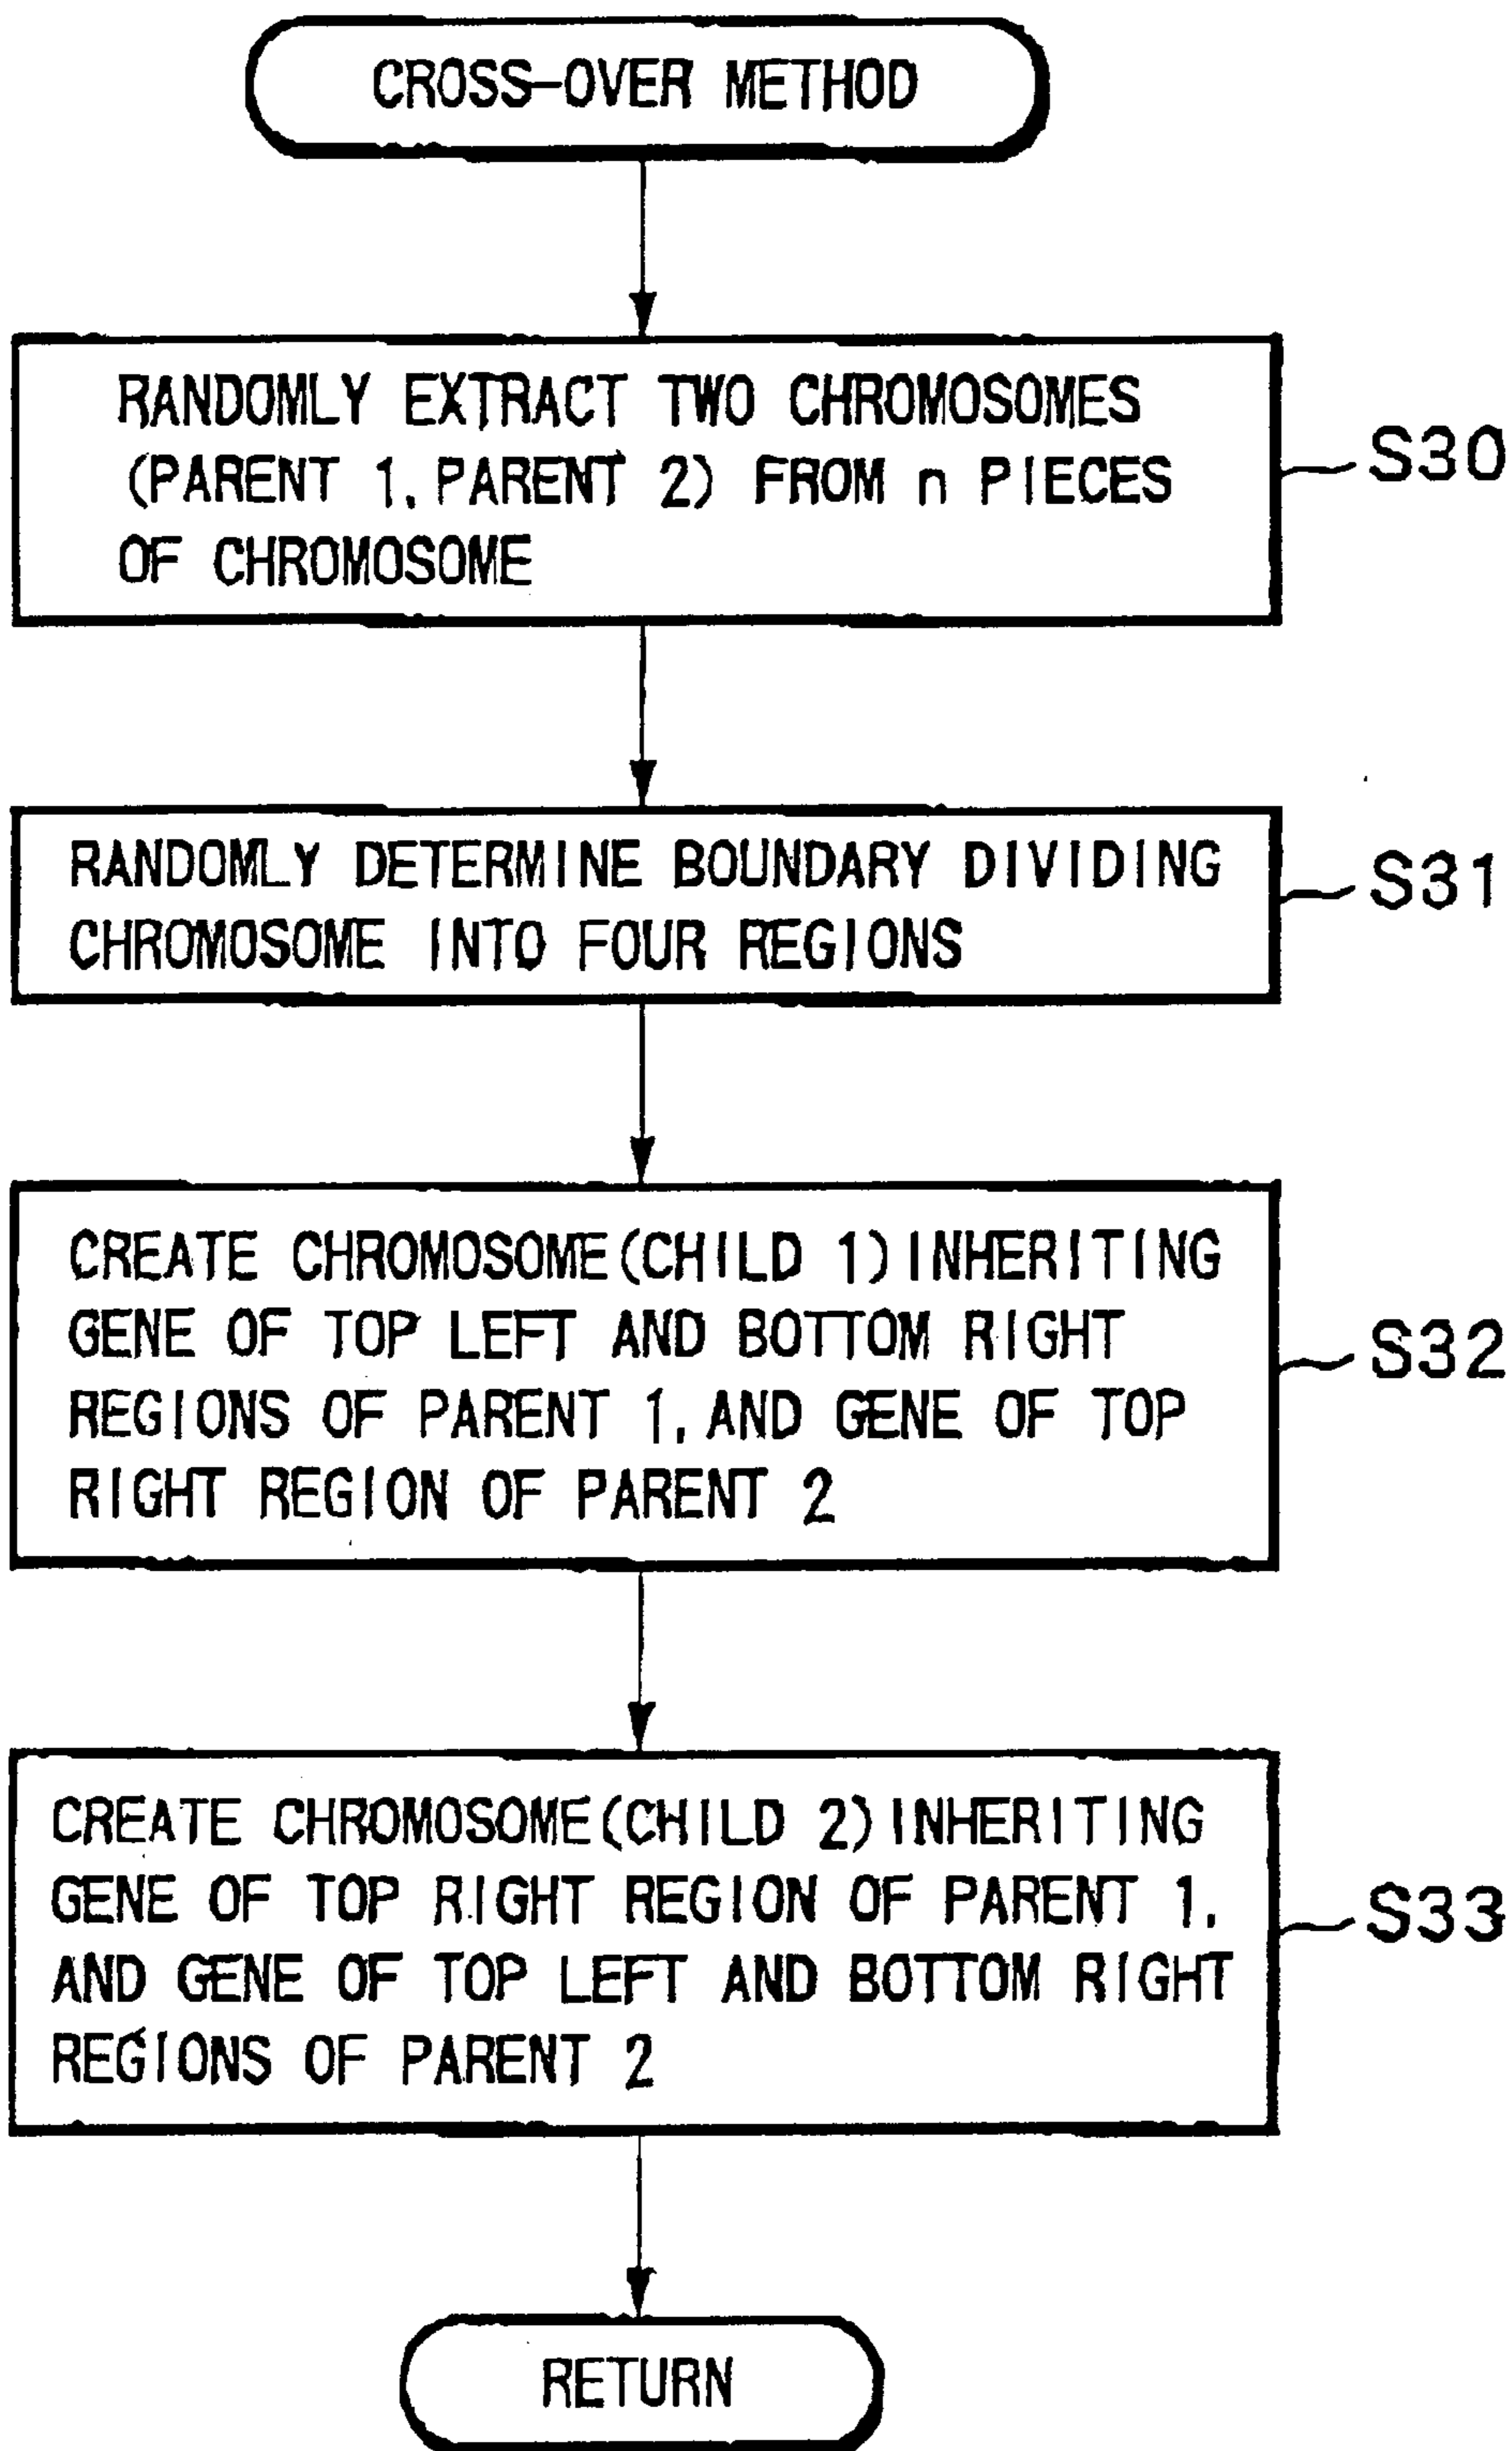 CROSS-OVER METHOD
RANDOMLY EXTRACT TWO CHROMOSOMES
(PARENT 1, PARENT 2) FROM n PIECES
OF CHROMOSOME
S30
RANDOMLY DETERMINE BOUNDARY DIVIDING
CHROMOSOME INTO FOUR REGIONS
S31
CREATE CHROMOSOME(CHILD 1)INHERITING
GENE OF TOP LEFT AND BOTTOM RIGHT
REGIONS OF PARENT 1, AND GENE OF TOP
RIGHT REGION OF PARENT 2
S32
CREATE CHROMOSOME(CHILD 2)INHERITING
GENE OF TOP RIGHT REGION OF PARENT 1,
AND GENE OF TOP LEFT AND BOTTOM RIGHT
REGIONS OF PARENT 2
S33
RETURN